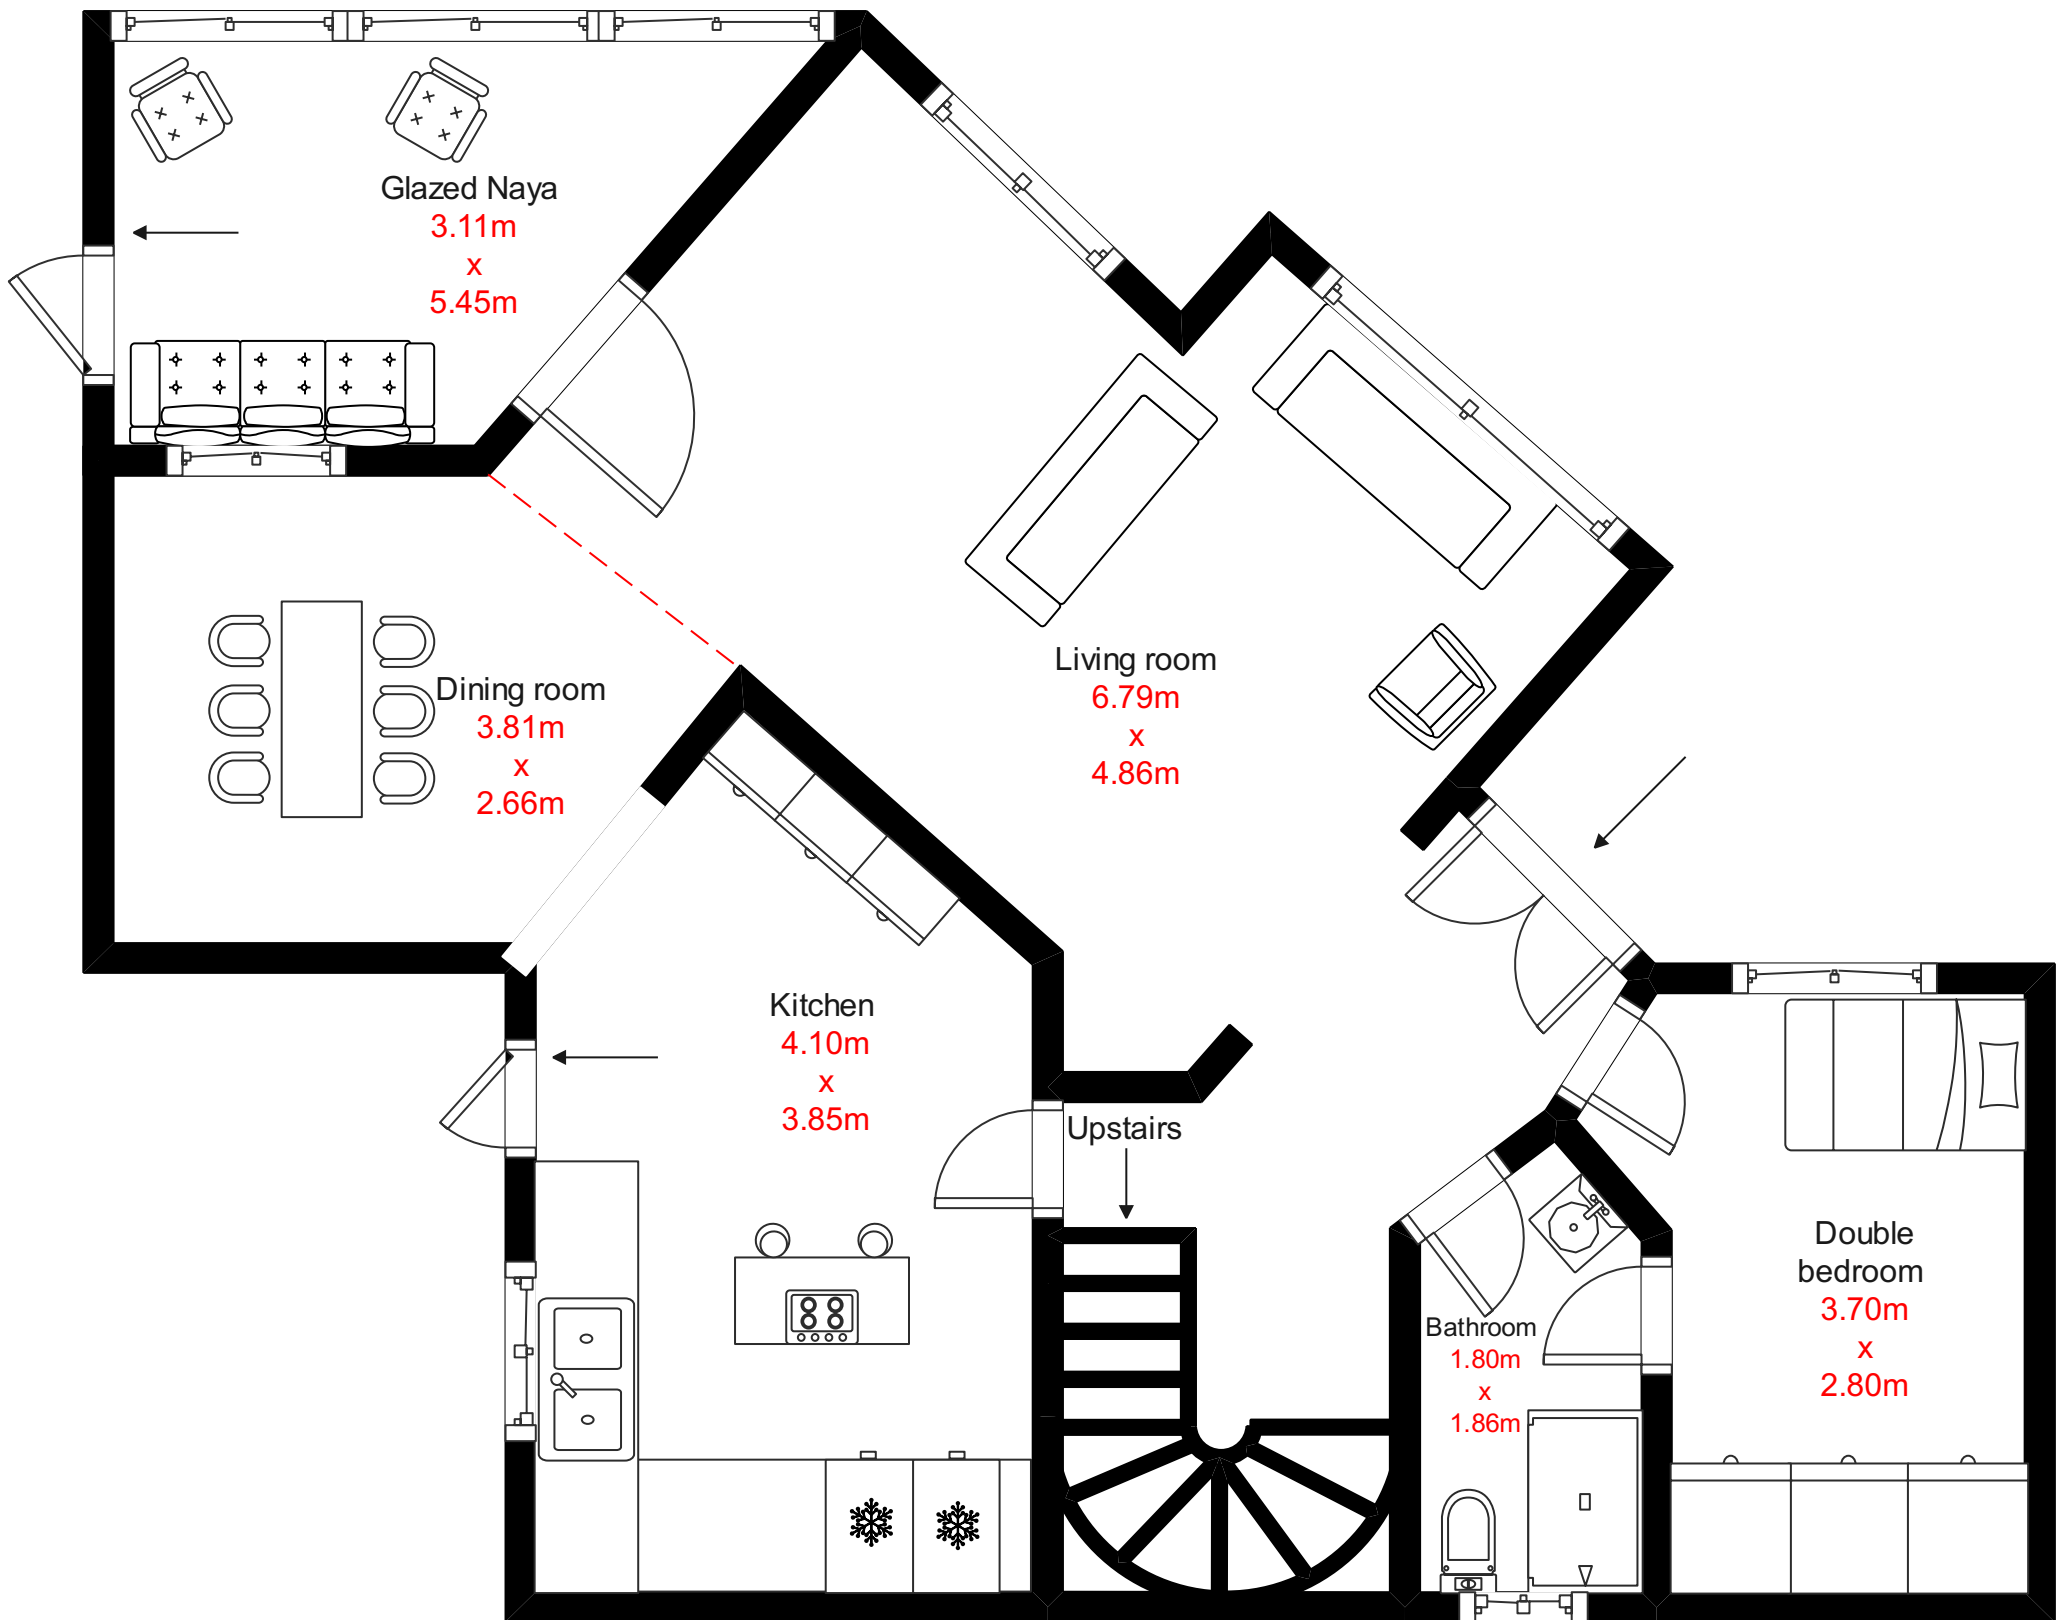 Glazed Naya
3.11m
x
5.45m
Living room
6.79m
x
4.86m
Dining room
3.81m
x
2.66m
Kitchen
4.10m
x
3.85m
Upstairs
Double
bedroom
3.70m
x
2.80m
Bathroom
1.80m
x
1.86m